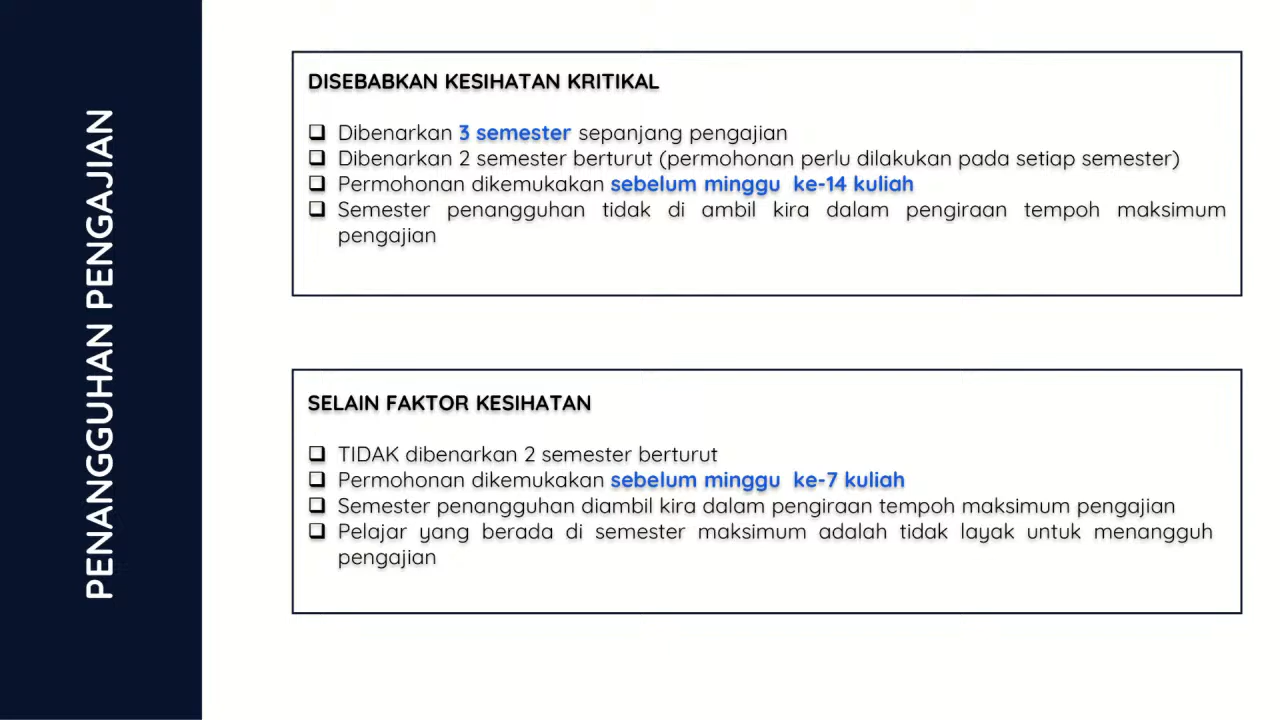 PENANGGUHAN PENGAJIAN
DISEBABKAN KESIHATAN KRITIKAL
❑ Dibenarkan 3 semester sepanjang pengajian
❑ Dibenarkan 2 semester berturut (permohonan perlu dilakukan pada setiap semester)
❑ Permohonan dikemukakan sebelum minggu ke-14 kuliah
❑ Semester penangguhan tidak di ambil kira dalam pengiraan tempoh maksimum
pengajian
SELAIN FAKTOR KESIHATAN
❑ TIDAK dibenarkan 2 semester berturut
❑ Permohonan dikemukakan sebelum minggu ke-7 kuliah
❑ Semester penangguhan diambil kira dalam pengiraan tempoh maksimum pengajian
❑ Pelajar yang berada di semester maksimum adalah tidak layak untuk menangguh
pengajian